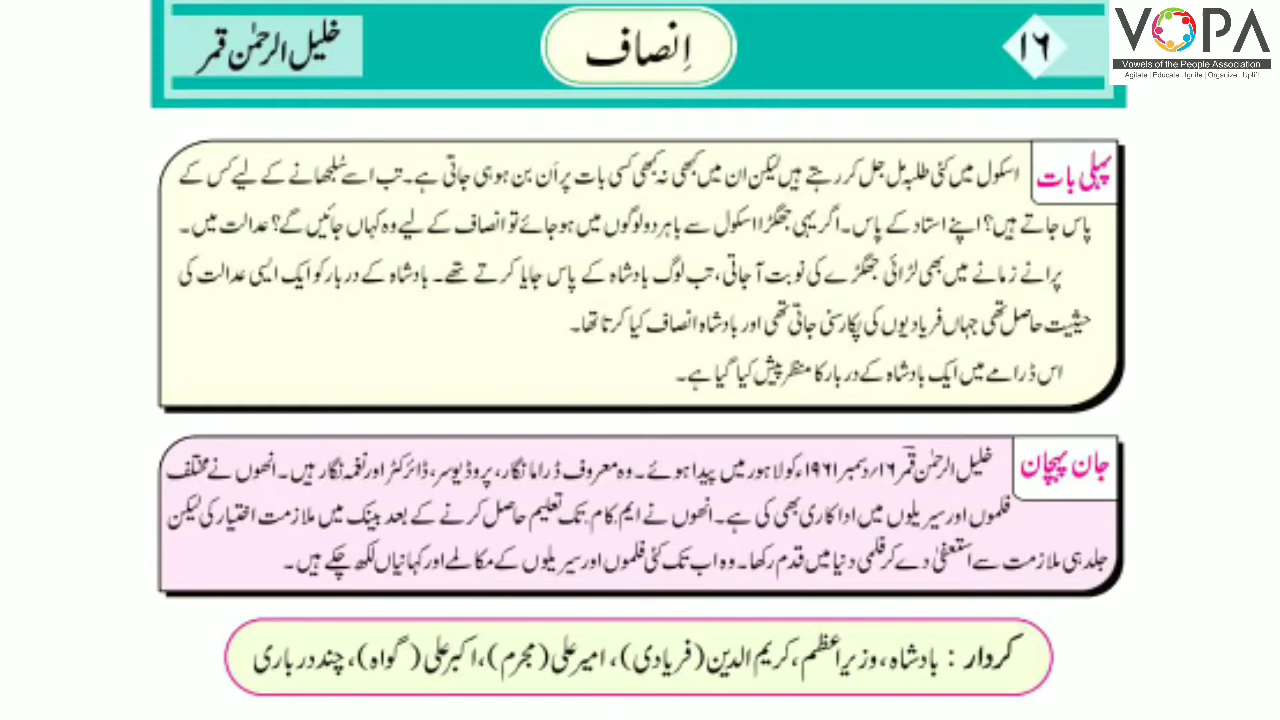 ۱۶
اِنصاف
خلیل الرحمٰن قمر
VOPA
Vowels of the People Association
Agitate | Educate | Ignite | Organize | Uplift
پہلی بات
اسکول میں کئی طلبہ مل جل کر رہتے ہیں لیکن ان میں کبھی نہ کبھی کسی بات پر اَن بن ہو ہی جاتی ہے۔ تب اسے سُلجھانے کے لیے کس کے
پاس جاتے ہیں؟ اپنے استاد کے پاس۔ اگر یہی جھگڑا اسکول سے باہر دو لوگوں میں ہو جائے تو انصاف کے لیے وہ کہاں جائیں گے؟ عدالت میں۔
پرانے زمانے میں بھی لڑائی جھگڑے کی نوبت آ جاتی، تب لوگ بادشاہ کے پاس جایا کرتے تھے۔ بادشاہ کے دربار کو ایک ایسی عدالت کی
حیثیت حاصل تھی جہاں فریادیوں کی پکار سنی جاتی تھی اور بادشاہ انصاف کیا کرتا تھا۔
اس ڈرامے میں ایک بادشاہ کے دربار کا منظر پیش کیا گیا ہے۔
جان پہچان
خلیل الرحمٰن قمرؔ ۱۶؍دسمبر ۱۹۶۱ء کو لاہور میں پیدا ہوئے۔ وہ معروف ڈراما نگار، پروڈیوسر، ڈائرکٹر اور نغمہ نگار ہیں۔ انھوں نے مختلف
فلموں اور سیریلوں میں اداکاری بھی کی ہے۔ انھوں نے ایم۔کام۔ تک تعلیم حاصل کرنے کے بعد بینک میں ملازمت اختیار کی لیکن
جلد ہی ملازمت سے استعفیٰ دے کر فلمی دنیا میں قدم رکھا۔ وہ اب تک کئی فلموں اور سیریلوں کے مکالمے اور کہانیاں لکھ چکے ہیں۔
کردار : بادشاہ، وزیرِ اعظم، کریم الدین (فریادی)، امیر علی (مجرم)، اکبر علی (گواہ)، چند درباری